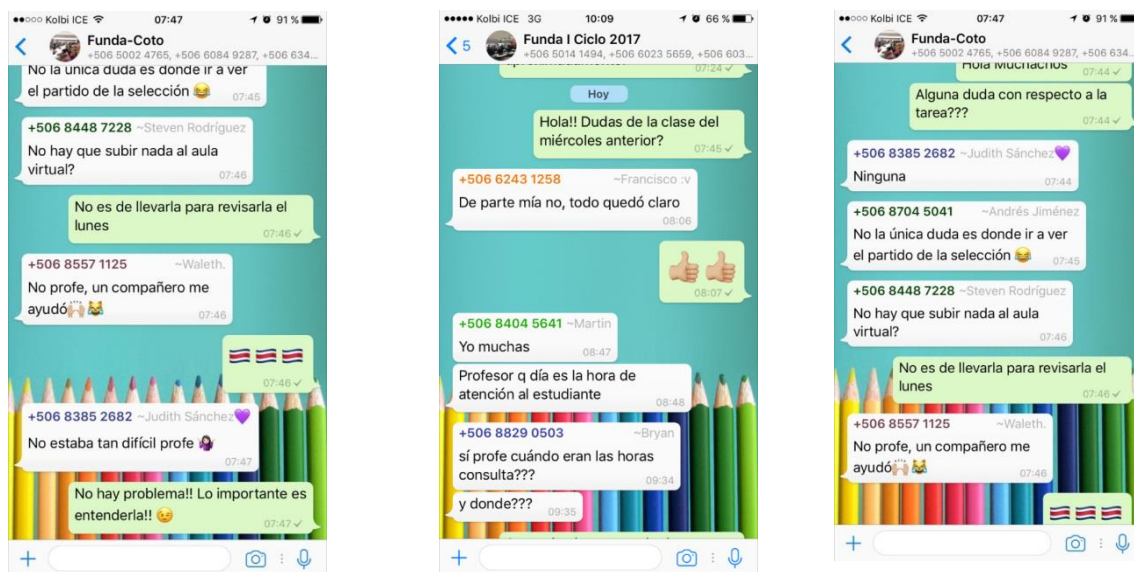 Kolbi ICE 07:47 91 %
Funda-Coto
+506 5002 4765, +506 6084 9287, +506 634...
No la única duda es donde ir a ver
el partido de la selección 😂 07:45
+506 8448 7228 ~Steven Rodríguez
No hay que subir nada al aula
virtual? 07:46
No es de llevarla para revisarla el
lunes 07:46
+506 8557 1125 ~Waleth.
No profe, un compañero me
ayudó🙌🏼😹 07:46
🇨🇷🇨🇷🇨🇷
07:46
+506 8385 2682 ~Judith Sánchez💜
No estaba tan difícil profe 🤷🏻‍♀️
07:47
No hay problema!! Lo importante es
entenderla!! 😉 07:47
Kolbi ICE 3G 10:09 66 %
5 Funda I Ciclo 2017
+506 5014 1494, +506 6023 5659, +506 603...
07:24
Hoy
Hola!! Dudas de la clase del
miércoles anterior? 07:45
+506 6243 1258 ~Francisco :v
De parte mía no, todo quedó claro
08:06
👍🏼👍🏼
08:07
+506 8404 5641 ~Martin
Yo muchas 08:47
Profesor q día es la hora de
atención al estudiante 08:48
+506 8829 0503 ~Bryan
sí profe cuándo eran las horas
consulta??? 09:34
y donde??? 09:35
Kolbi ICE 07:47 91 %
Funda-Coto
+506 5002 4765, +506 6084 9287, +506 634...
Hola Muchachos 07:44
Alguna duda con respecto a la
tarea??? 07:44
+506 8385 2682 ~Judith Sánchez💜
Ninguna 07:44
+506 8704 5041 ~Andrés Jiménez
No la única duda es donde ir a ver
el partido de la selección 😂 07:45
+506 8448 7228 ~Steven Rodríguez
No hay que subir nada al aula
virtual? 07:46
No es de llevarla para revisarla el
lunes 07:46
+506 8557 1125 ~Waleth.
No profe, un compañero me
ayudó🙌🏼😹 07:46
🇨🇷🇨🇷🇨🇷